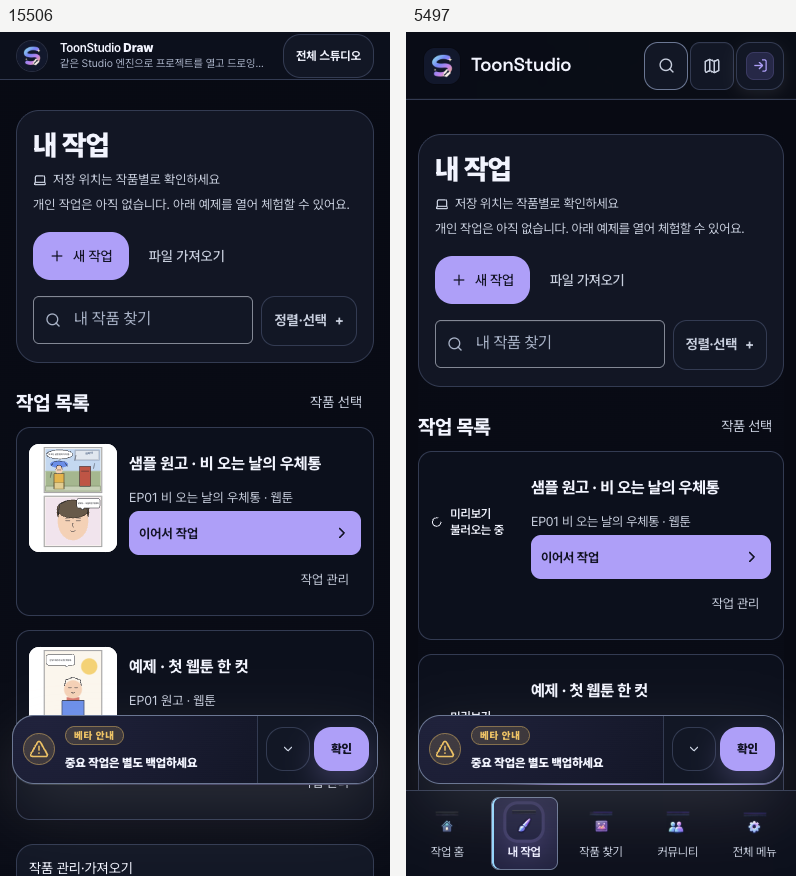 15506
ToonStudio Draw
같은 Studio 엔진으로 프로젝트를 열고 드로잉...
전체 스튜디오
내 작업
저장 위치는 작품별로 확인하세요
개인 작업은 아직 없습니다. 아래 예제를 열어 체험할 수 있어요.
+ 새 작업
파일 가져오기
내 작품 찾기
정렬·선택 +
작업 목록
작품 선택
샘플 원고 · 비 오는 날의 우체통
EP01 비 오는 날의 우체통 · 웹툰
이어서 작업
작업 관리
예제 · 첫 웹툰 한 컷
EP01 원고 · 웹툰
베타 안내
중요 작업은 별도 백업하세요
확인
작품 관리·가져오기
5497
ToonStudio
내 작업
저장 위치는 작품별로 확인하세요
개인 작업은 아직 없습니다. 아래 예제를 열어 체험할 수 있어요.
+ 새 작업
파일 가져오기
내 작품 찾기
정렬·선택 +
작업 목록
작품 선택
미리보기
불러오는 중
샘플 원고 · 비 오는 날의 우체통
EP01 비 오는 날의 우체통 · 웹툰
이어서 작업
작업 관리
예제 · 첫 웹툰 한 컷
베타 안내
중요 작업은 별도 백업하세요
확인
작업 홈
내 작업
작품 찾기
커뮤니티
전체 메뉴